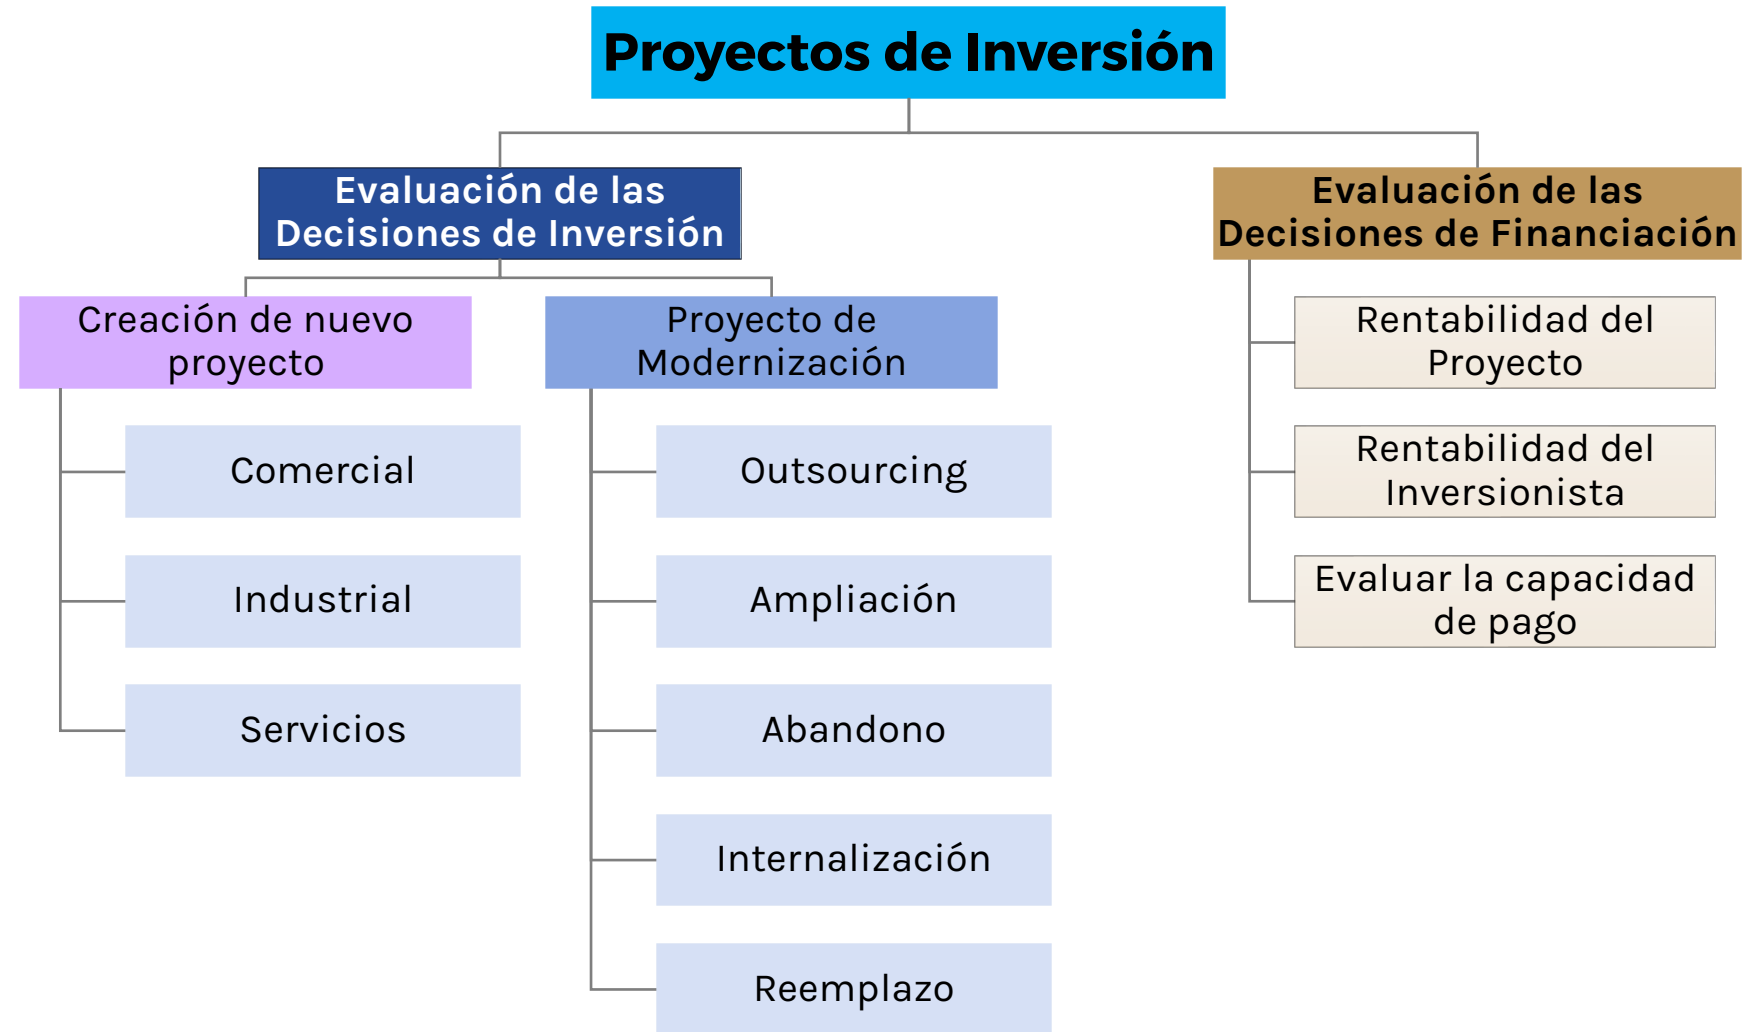 Proyectos de Inversión
Evaluación de las
Decisiones de Inversión
Creación de nuevo
proyecto
Comercial
Industrial
Servicios
Proyecto de
Modernización
Outsourcing
Ampliación
Abandono
Internalización
Reemplazo
Evaluación de las
Decisiones de Financiación
Rentabilidad del
Proyecto
Rentabilidad del
Inversionista
Evaluar la capacidad
de pago